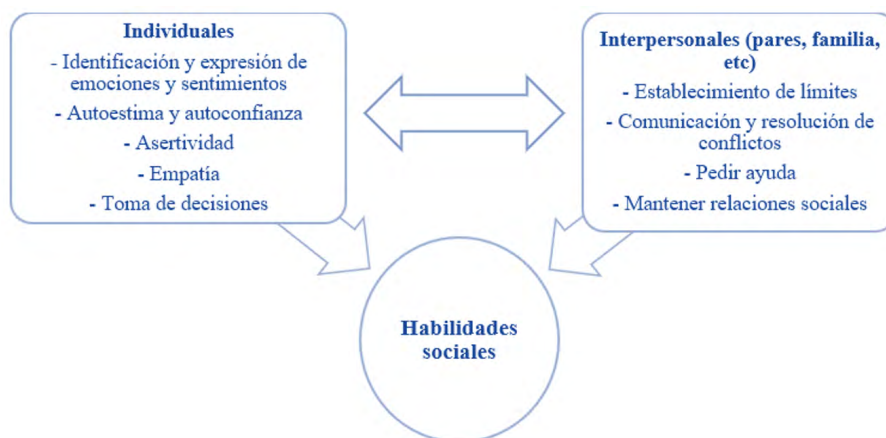 Individuales
- Identificación y expresión de
emociones y sentimientos
- Autoestima y autoconfianza
- Asertividad
- Empatía
- Toma de decisiones
Interpersonales (pares, familia,
etc)
- Establecimiento de límites
- Comunicación y resolución de
conflictos
- Pedir ayuda
- Mantener relaciones sociales
Habilidades
sociales